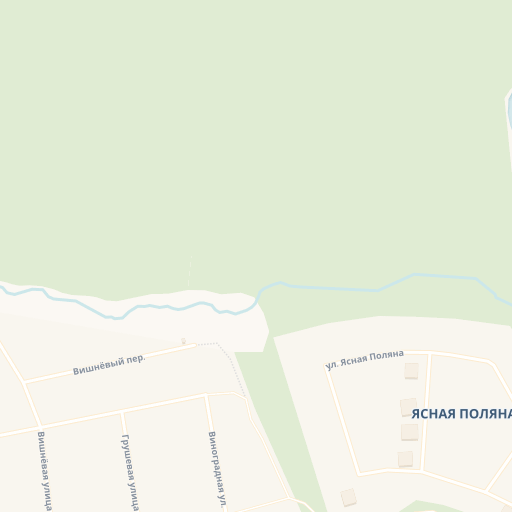 ул. Ясная Поляна
Вишнёвый пер.
ЯСНАЯ ПОЛЯНА
Вишнёвая улица
Грушевая улица
Виноградная ул.